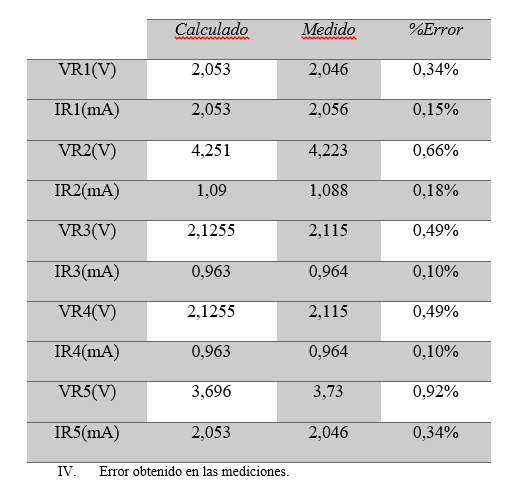 Calculado Medido %Error
VR1(V) 2,053 2,046 0,34%
IR1(mA) 2,053 2,056 0,15%
VR2(V) 4,251 4,223 0,66%
IR2(mA) 1,09 1,088 0,18%
VR3(V) 2,1255 2,115 0,49%
IR3(mA) 0,963 0,964 0,10%
VR4(V) 2,1255 2,115 0,49%
IR4(mA) 0,963 0,964 0,10%
VR5(V) 3,696 3,73 0,92%
IR5(mA) 2,053 2,046 0,34%
IV. Error obtenido en las mediciones.